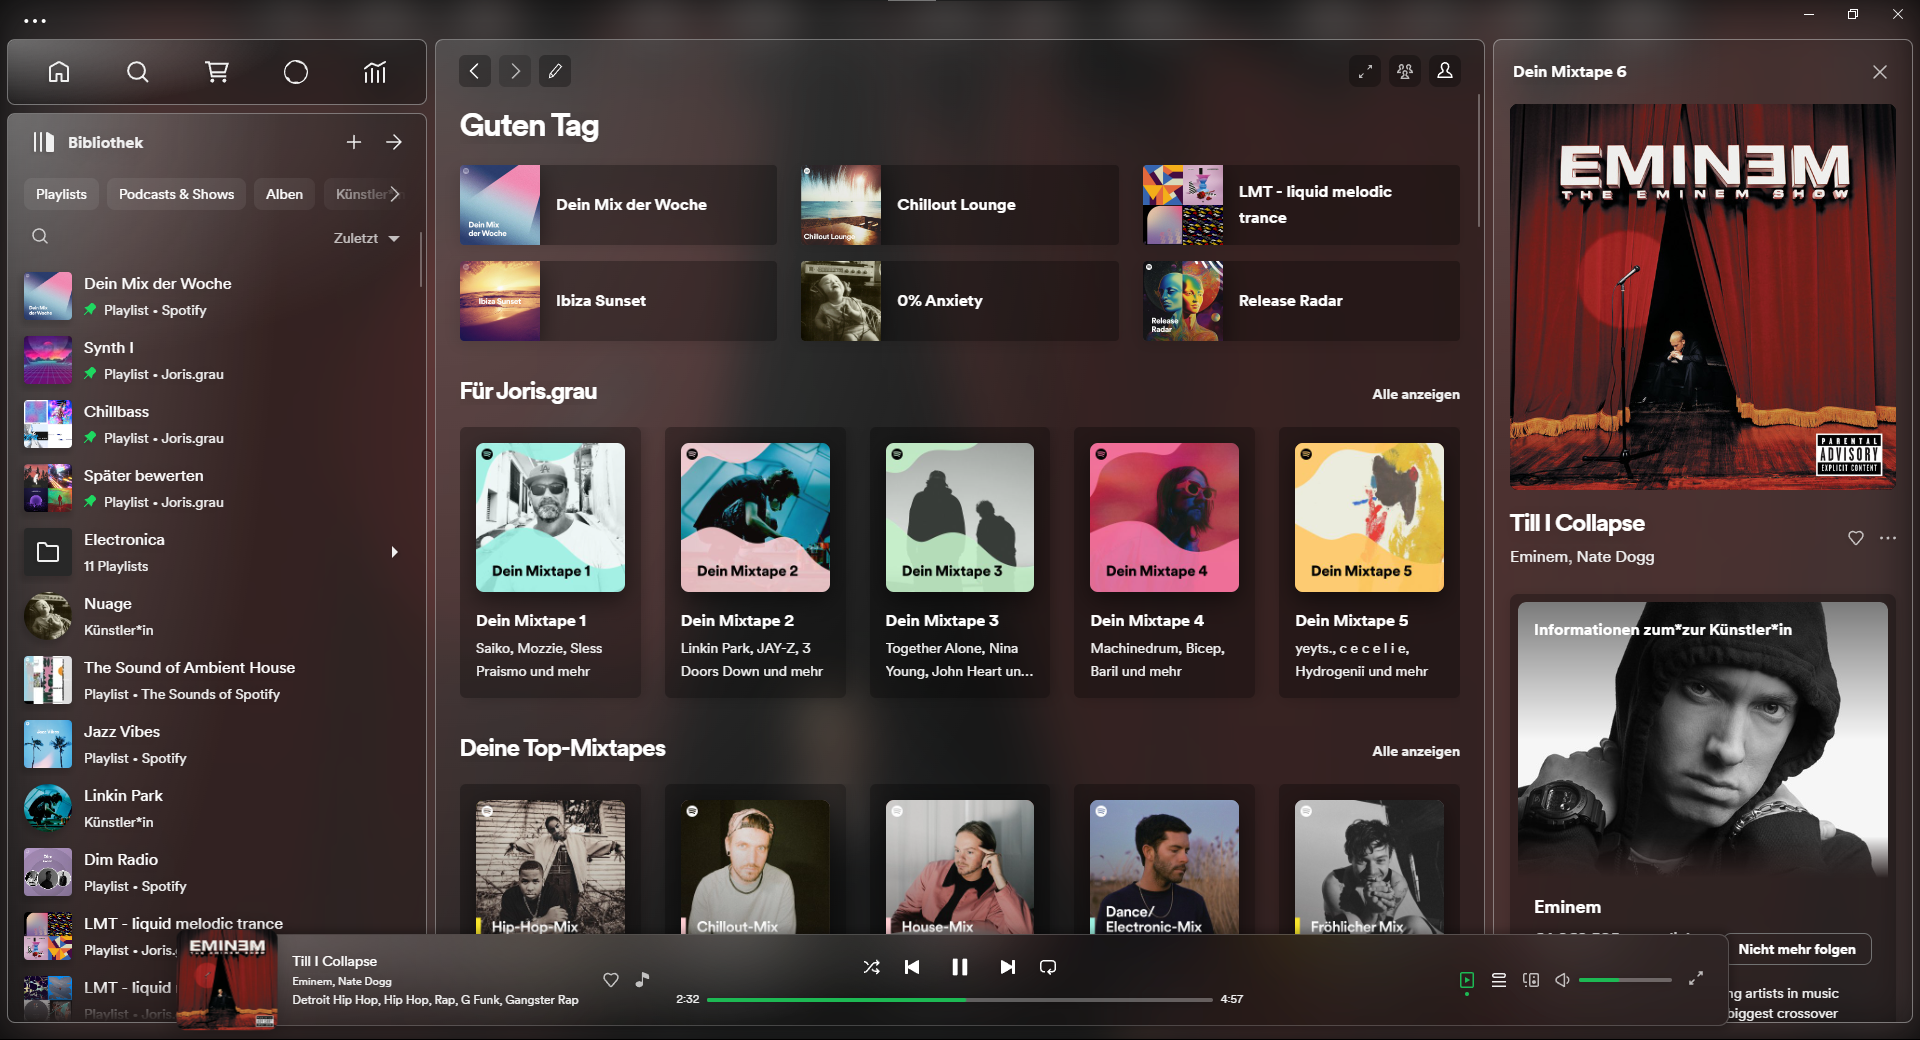 Bibliothek
Playlists
Podcasts & Shows
Alben
Künstler
Zuletzt
Dein Mix der Woche
Playlist • Spotify
Synth I
Playlist • Joris.grau
Chillbass
Playlist • Joris.grau
Später bewerten
Playlist • Joris.grau
Electronica
11 Playlists
Nuage
Künstler*in
The Sound of Ambient House
Playlist • The Sounds of Spotify
Jazz Vibes
Playlist • Spotify
Linkin Park
Künstler*in
Dim Radio
Playlist • Spotify
LMT - liquid melodic trance
Playlist • Joris.
LMT - liquid
Playlist • Joris.
Guten Tag
Dein Mix
der Woche
Dein Mix der Woche
Chillout Lounge
Chillout Lounge
LMT - liquid melodic
trance
Ibiza Sunset
Ibiza Sunset
0% Anxiety
Release
Radar
Release Radar
Für Joris.grau
Alle anzeigen
Dein Mixtape 1
Dein Mixtape 2
Dein Mixtape 3
Dein Mixtape 4
Dein Mixtape 5
Dein Mixtape 1
Saiko, Mozzie, Sless
Praismo und mehr
Dein Mixtape 2
Linkin Park, JAY-Z, 3
Doors Down und mehr
Dein Mixtape 3
Together Alone, Nina
Young, John Heart un...
Dein Mixtape 4
Machinedrum, Bicep,
Baril und mehr
Dein Mixtape 5
yeyts., c e c e l i e,
Hydrogenii und mehr
Deine Top-Mixtapes
Alle anzeigen
Hip-Hop-Mix
Chillout-Mix
House-Mix
Dance/
Electronic-Mix
Fröhlicher Mix
Dein Mixtape 6
EMINƎM
THE EMINEM SHOW
PARENTAL
ADVISORY
EXPLICIT CONTENT
Till I Collapse
Eminem, Nate Dogg
Informationen zum*zur Künstler*in
Eminem
Nicht mehr folgen
ng artists in music
biggest crossover
EMINƎM
Till I Collapse
Eminem, Nate Dogg
Detroit Hip Hop, Hip Hop, Rap, G Funk, Gangster Rap
2:32
4:57